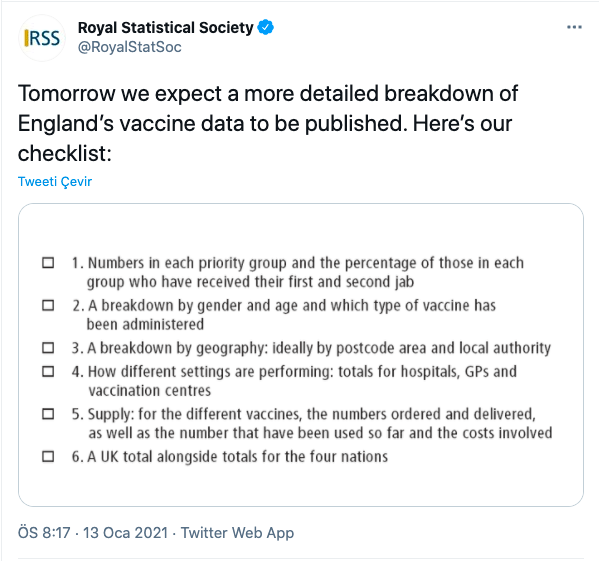 RSS
Royal Statistical Society
@RoyalStatSoc
Tomorrow we expect a more detailed breakdown of
England's vaccine data to be published. Here's our
checklist:
Tweeti Çevir
1. Numbers in each priority group and the percentage of those in each
group who have received their first and second jab
2. A breakdown by gender and age and which type of vaccine has
been administered
3. A breakdown by geography: ideally by postcode area and local authority
4. How different settings are performing: totals for hospitals, GPs and
vaccination centres
5. Supply: for the different vaccines, the numbers ordered and delivered,
as well as the number that have been used so far and the costs involved
6. A UK total alongside totals for the four nations
ÖS 8:17 · 13 Oca 2021 · Twitter Web App